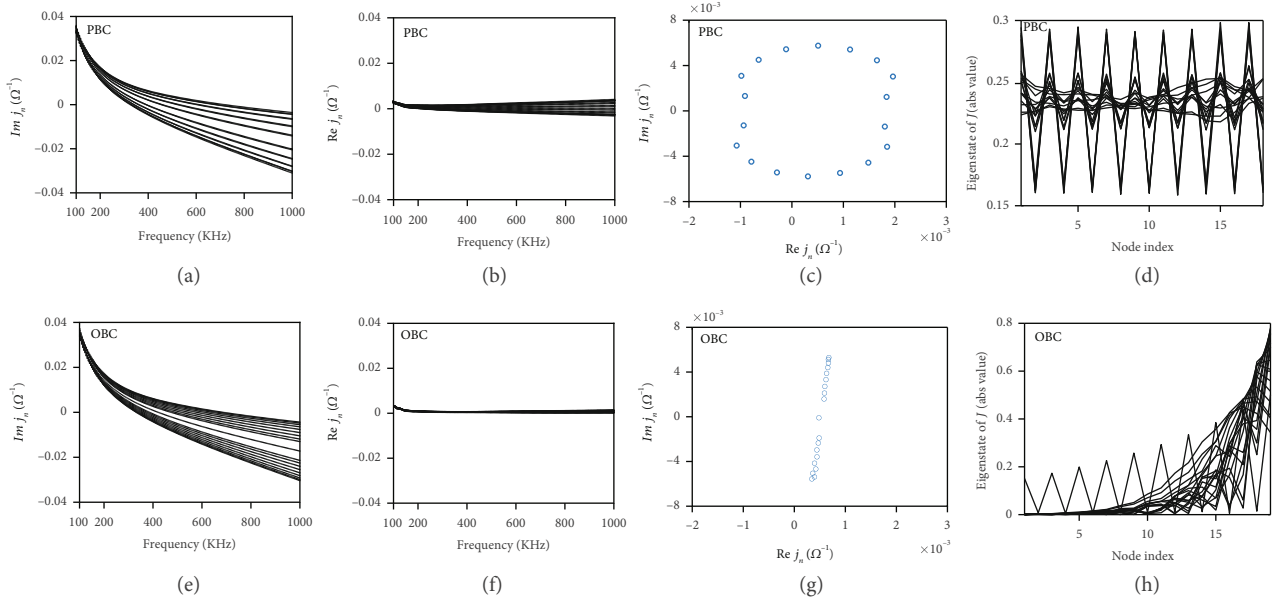 0.04
0.02
0
−0.02
−0.04
PBC
Im j_n (Ω⁻¹)
100 200 400 600 800 1000
Frequency (KHz)
(a)
0.04
0.02
0
−0.02
−0.04
PBC
Re j_n (Ω⁻¹)
100 200 400 600 800 1000
Frequency (KHz)
(b)
×10⁻³
8
4
0
−4
−8
PBC
Im j_n (Ω⁻¹)
−2 −1 0 1 2 3
×10⁻³
Re j_n (Ω⁻¹)
(c)
0.3
0.25
0.2
0.15
PBC
Eigenstate of J(abs value)
5 10 15
Node index
(d)
0.04
0.02
0
−0.02
−0.04
OBC
Im j_n (Ω⁻¹)
100 200 400 600 800 1000
Frequency (KHz)
(e)
0.04
0.02
0
−0.02
−0.04
OBC
Re j_n (Ω⁻¹)
100 200 400 600 800 1000
Frequency (KHz)
(f)
×10⁻³
8
4
0
−4
−8
OBC
Im j_n (Ω⁻¹)
−2 −1 0 1 2 3
×10⁻³
Re j_n (Ω⁻¹)
(g)
0.8
0.6
0.4
0.2
0
OBC
Eigenstate of J (abs value)
5 10 15
Node index
(h)